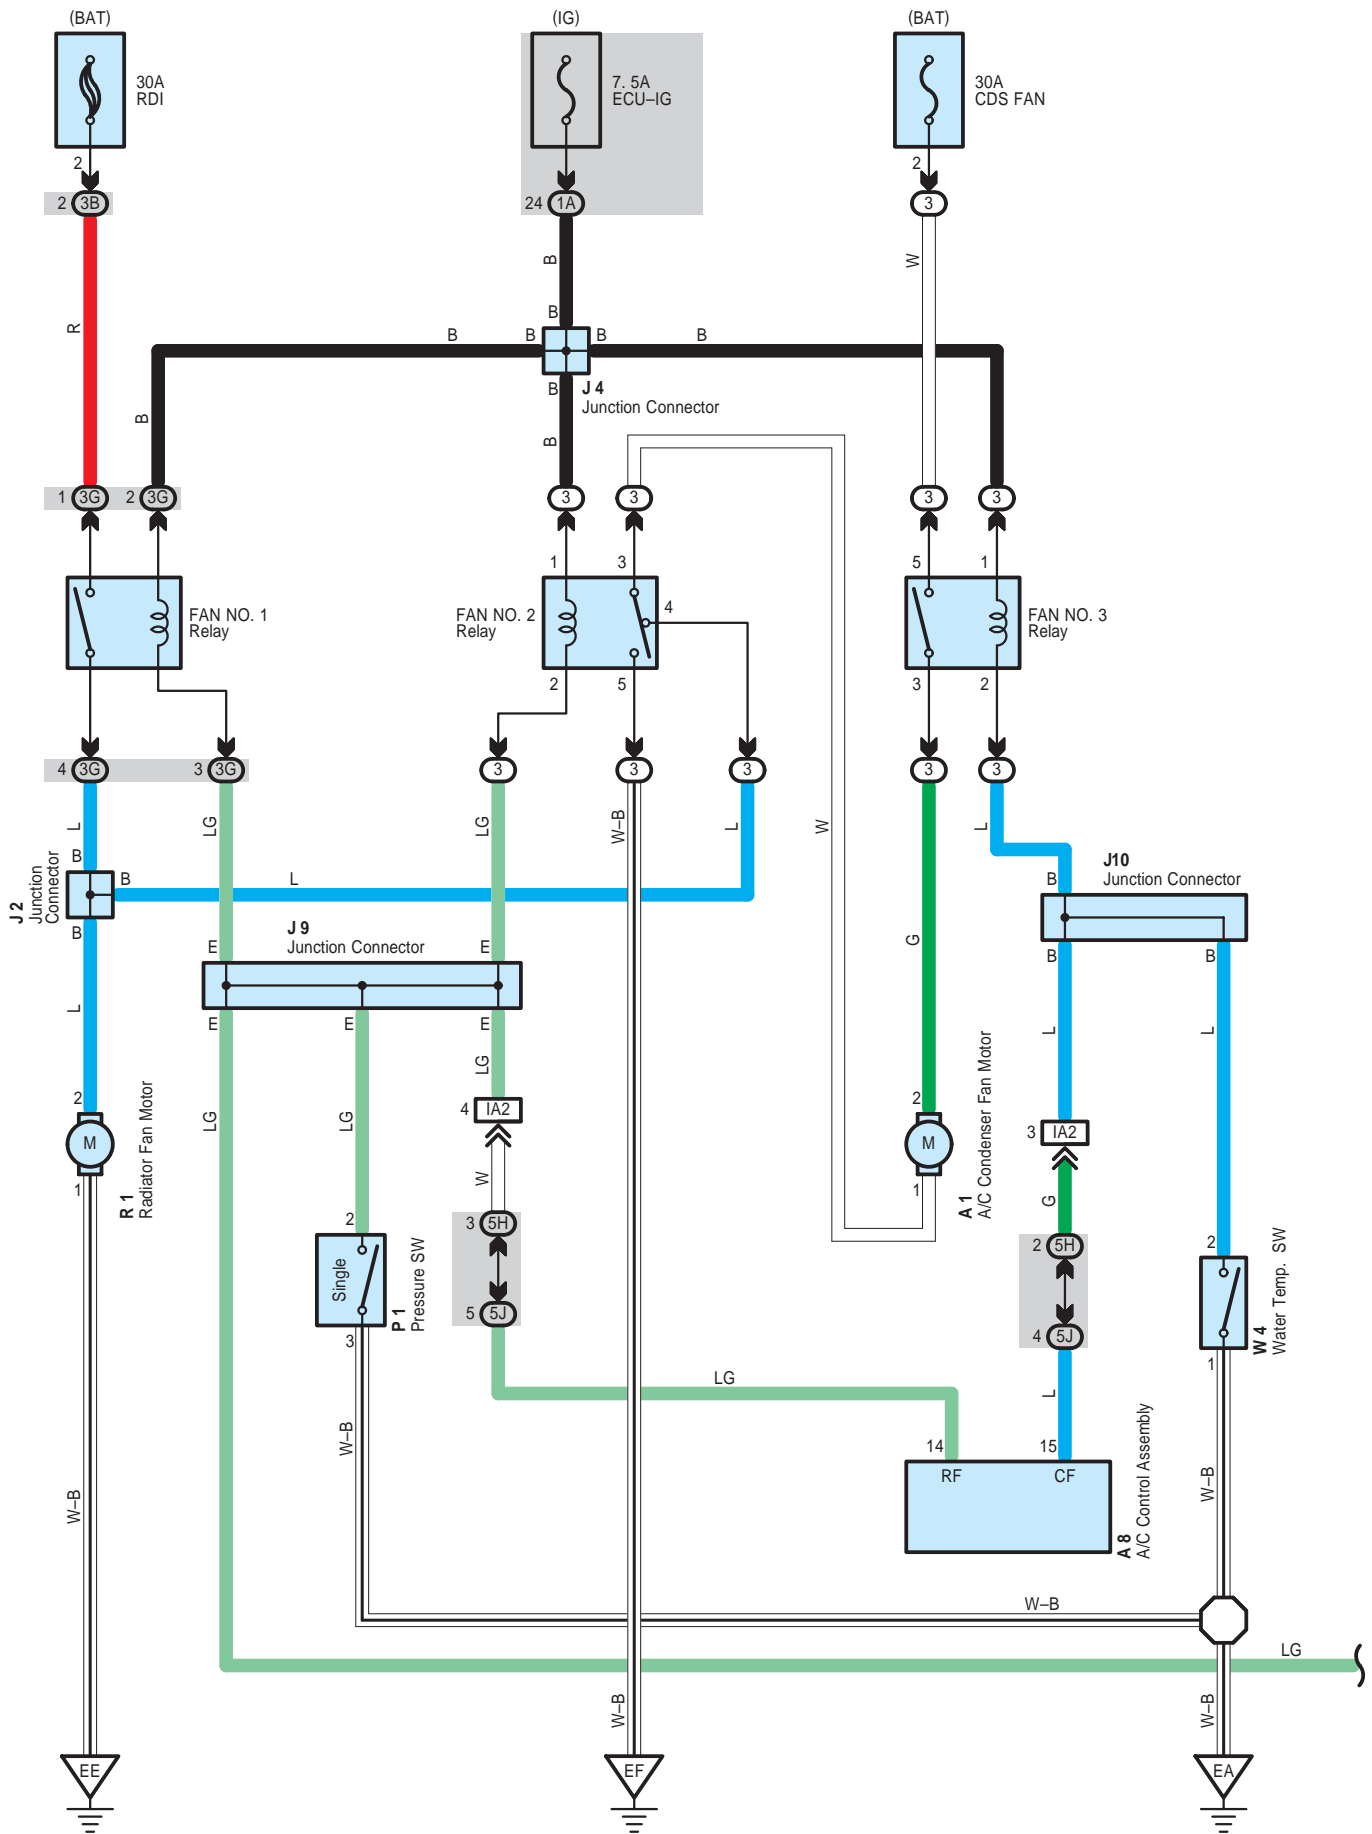 (BAT)
(IG)
(BAT)
30A
RDI
7. 5A
ECU–IG
30A
CDS FAN
2
2
2 3B
24 1A
3
B
W
R
B
B
B
B
B
B
J 4
Junction Connector
B
B
B
1 3G
2 3G
3
3
3
3
1
3
5
1
FAN NO. 1
Relay
FAN NO. 2
Relay
4
FAN NO. 3
Relay
2
5
3
2
4 3G
3 3G
3
3
3
3
3
L
LG
LG
W–B
L
W
L
B
J 2
Junction
Connector
B
L
B
J10
Junction Connector
B
J 9
Junction Connector
E
E
G
B
B
L
E
E
E
L
L
LG
LG
LG
2
M
1
R 1
Radiator Fan Motor
4 IA2
W
2
M
1
A 1
A/C Condenser Fan Motor
3 IA2
G
2
Single
3
P 1
Pressure SW
3 5H
5 5J
2 5H
4 5J
2
1
W 4
Water Temp. SW
LG
L
W–B
14
15
RF
CF
A 8
A/C Control Assembly
W–B
W–B
W–B
LG
W–B
W–B
EE
EF
EA